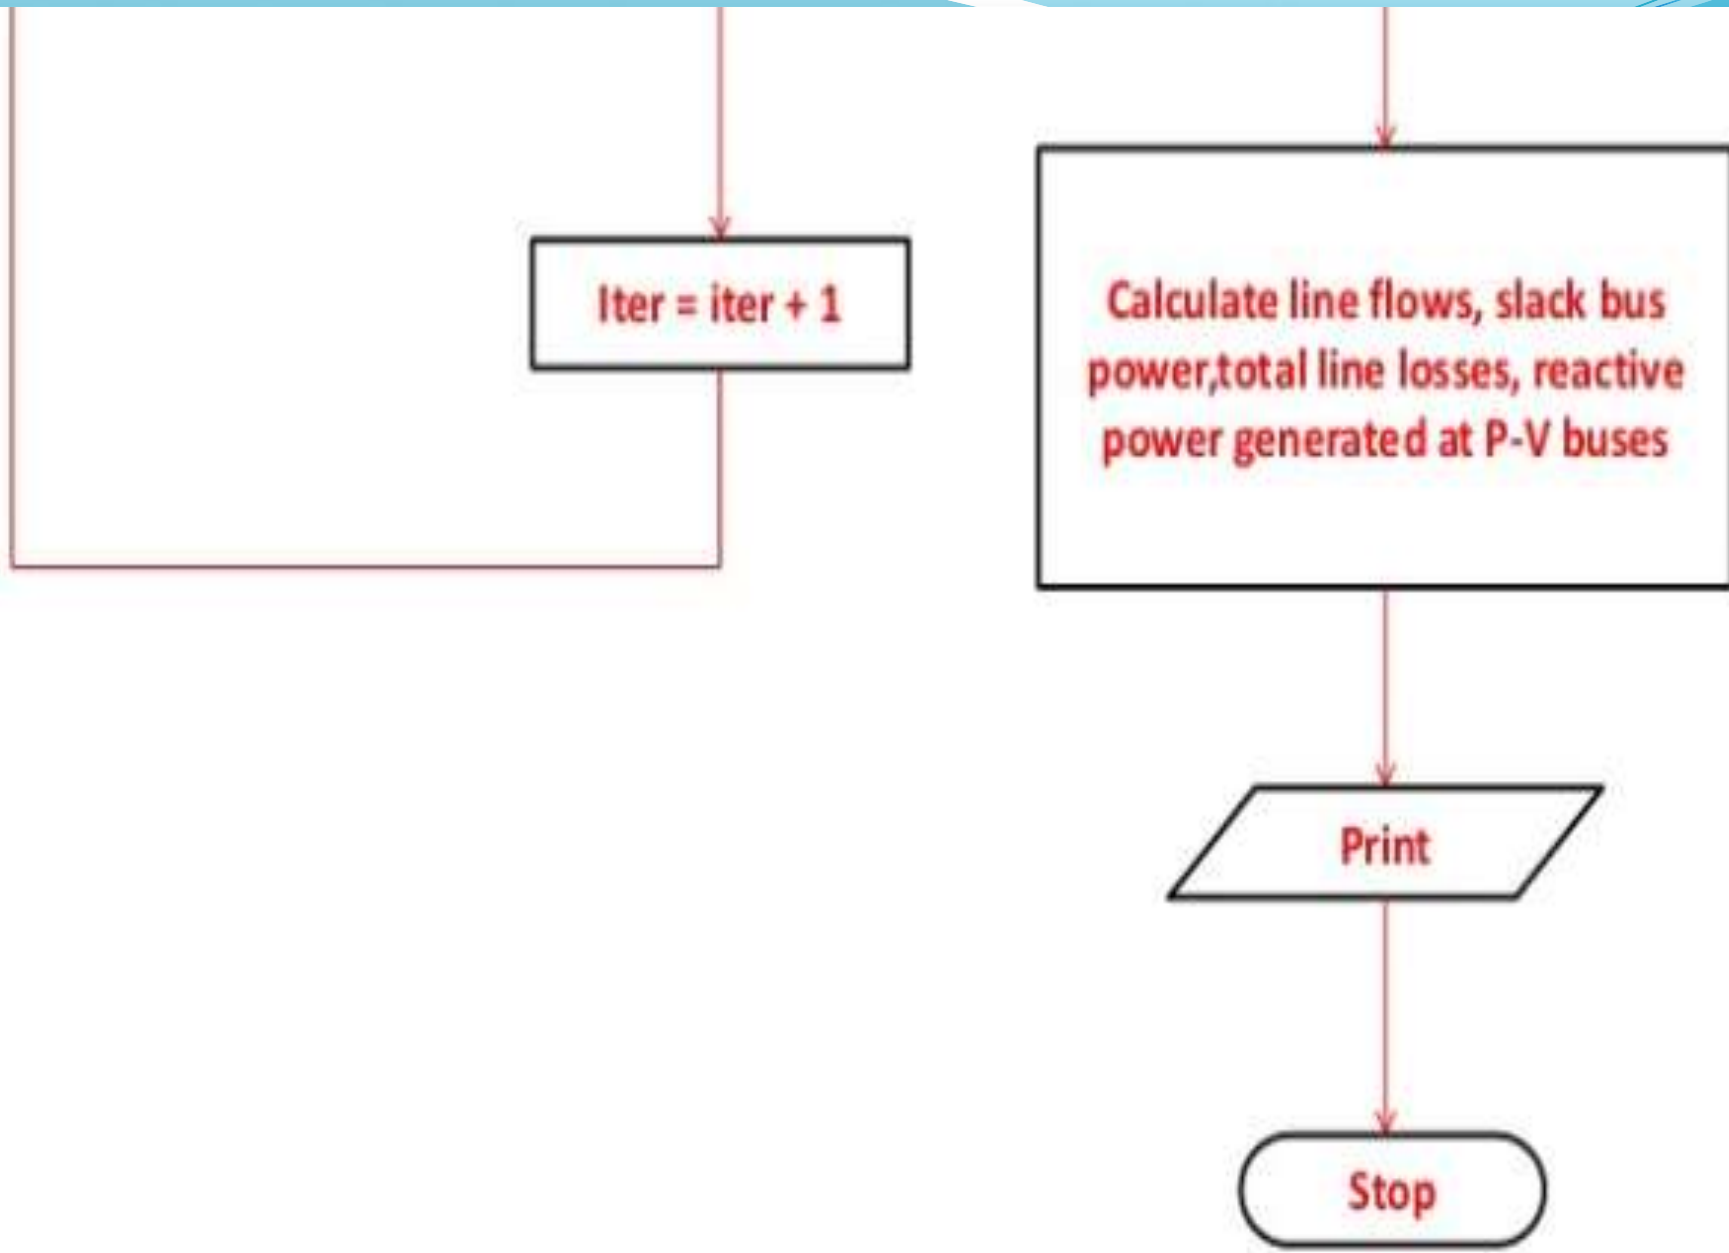 Iter = iter + 1
Calculate line flows, slack bus
power,total line losses, reactive
power generated at P-V buses
Print
Stop